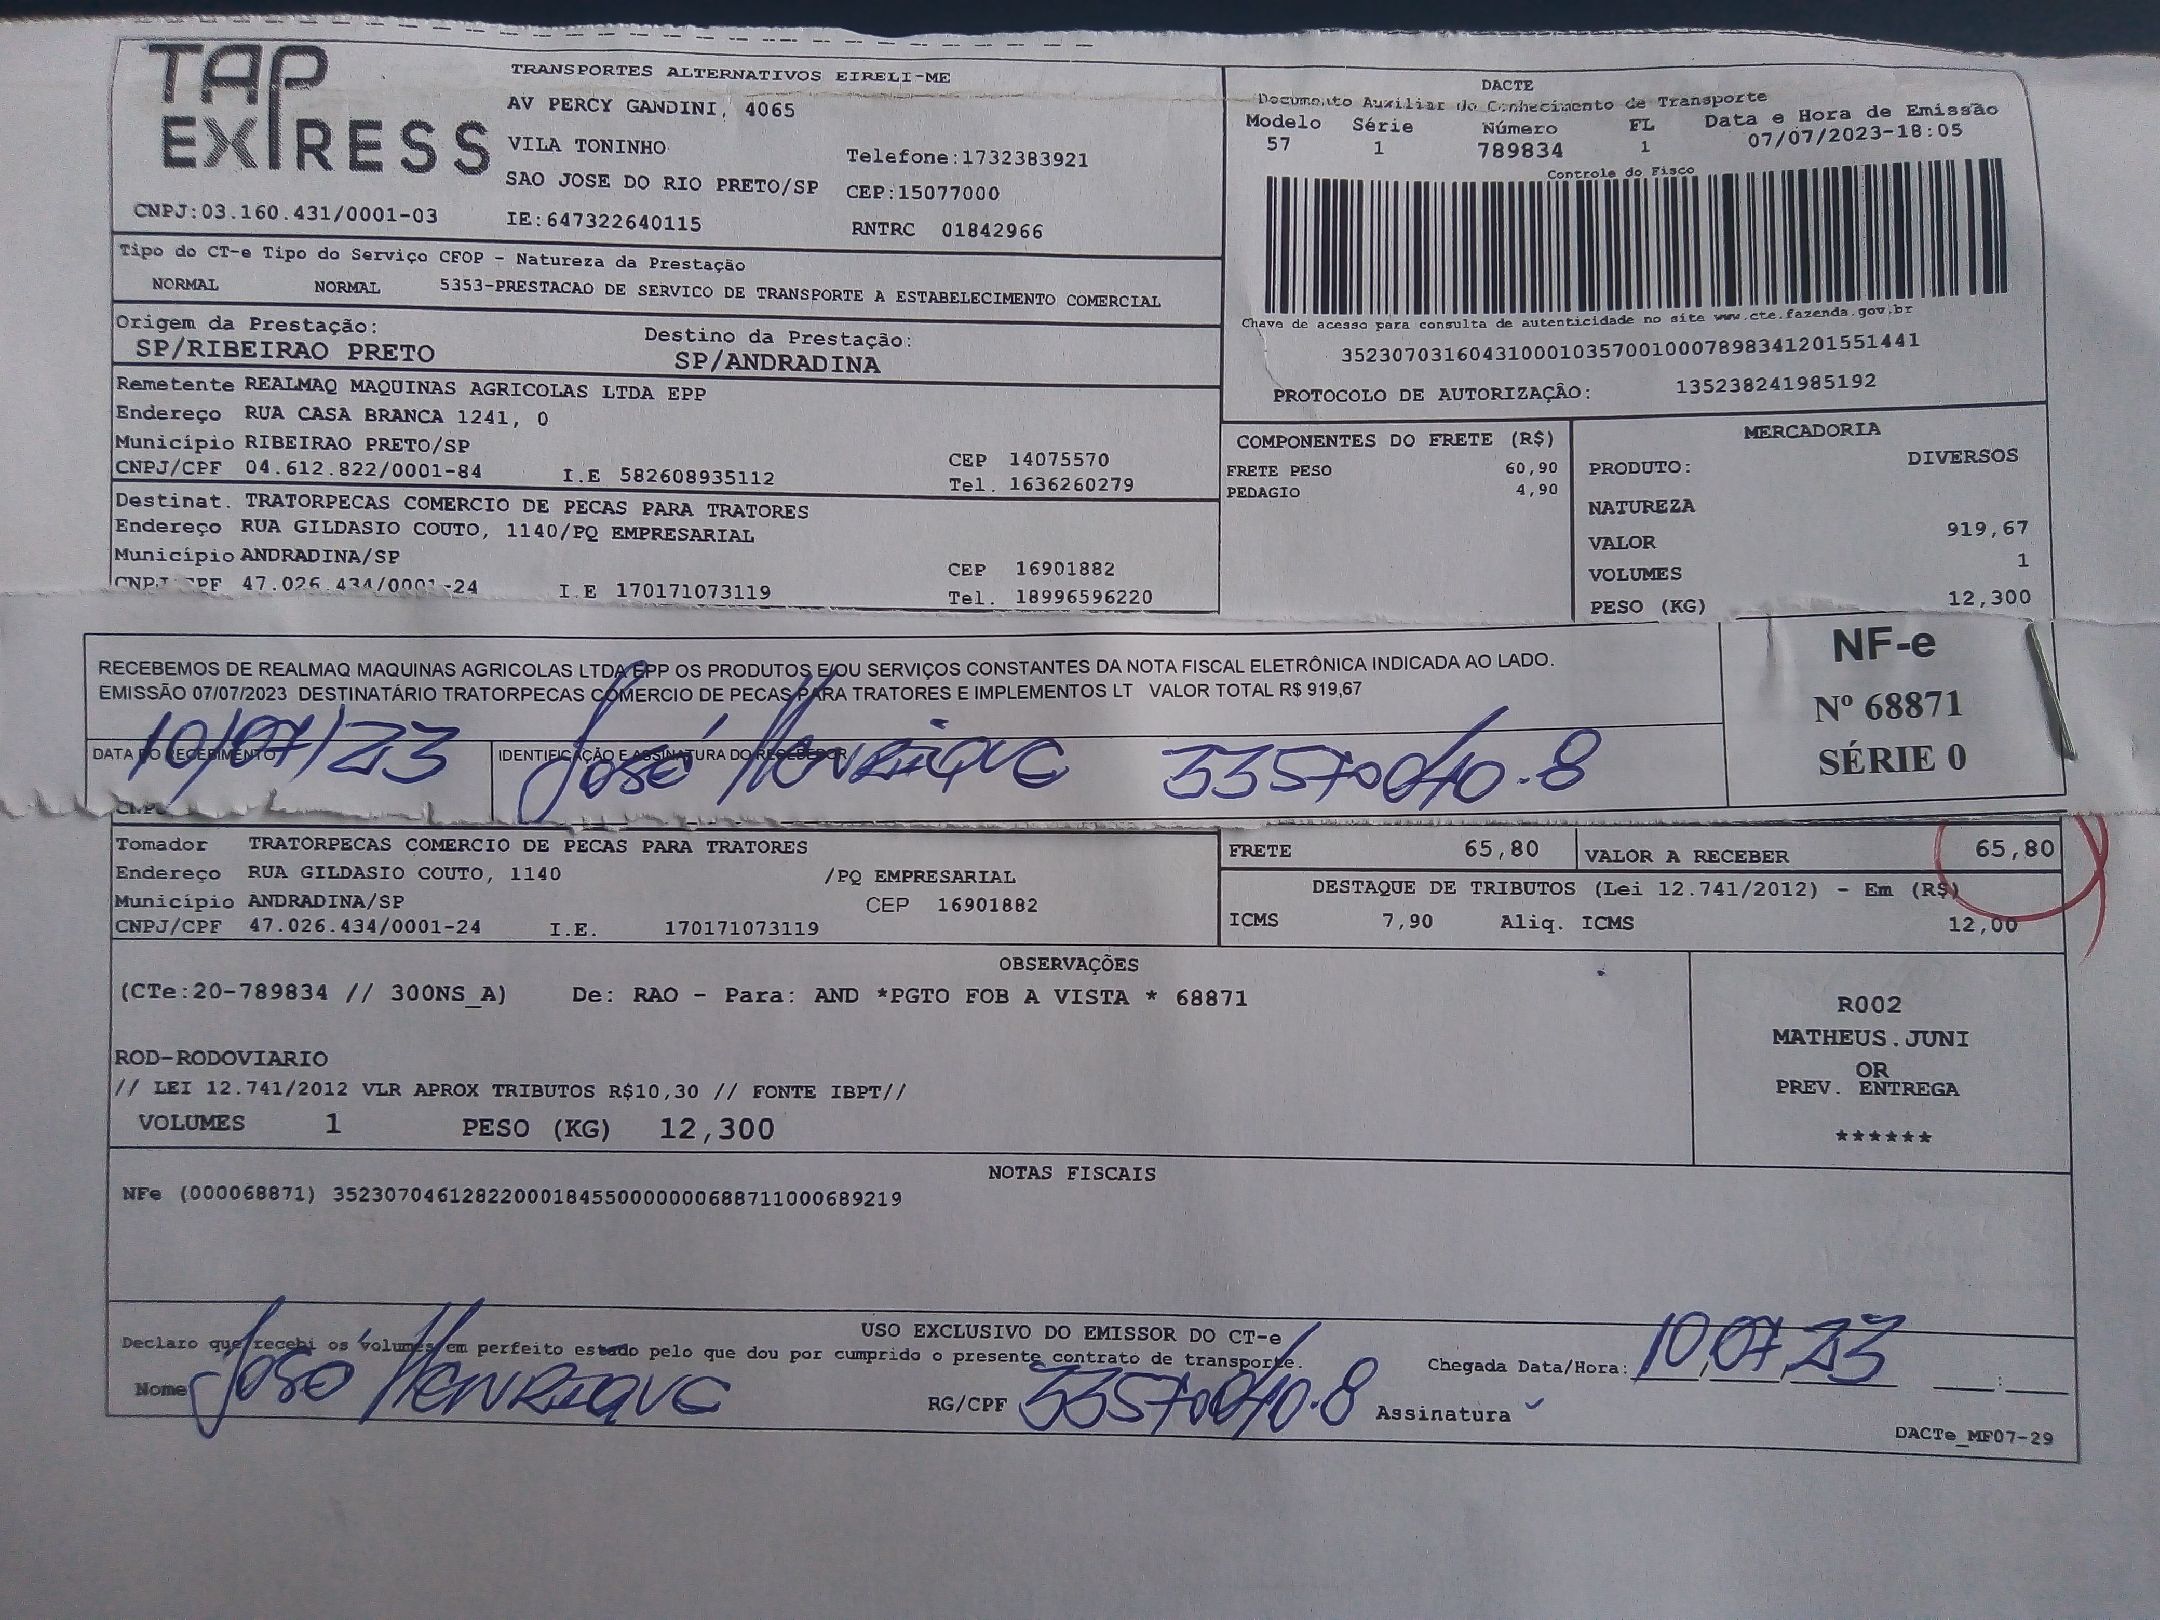 TAP EXPRESS
TRANSPORTES ALTERNATIVOS EIRELI-ME
AV PERCY GANDINI, 4065
VILA TONINHO Telefone:1732383921
SAO JOSE DO RIO PRETO/SP CEP:15077000
CNPJ:03.160.431/0001-03 IE:647322640115 RNTRC 01842966
DACTE
Documento Auxiliar do Conhecimento de Transporte
Modelo Série Número FL Data e Hora de Emissão
57 1 789834 1 07/07/2023-18:05
Controle do Fisco
Chave de acesso para consulta de autenticidade no site www.cte.fazenda.gov.br
35230703160431000103570010007898341201551441
PROTOCOLO DE AUTORIZAÇÃO: 135238241985192
Tipo do CT-e Tipo do Serviço CFOP - Natureza da Prestação
NORMAL NORMAL 5353-PRESTACAO DE SERVICO DE TRANSPORTE A ESTABELECIMENTO COMERCIAL
Origem da Prestação: Destino da Prestação:
SP/RIBEIRAO PRETO SP/ANDRADINA
Remetente REALMAQ MAQUINAS AGRICOLAS LTDA EPP
Endereço RUA CASA BRANCA 1241, 0
Município RIBEIRAO PRETO/SP CEP 14075570
CNPJ/CPF 04.612.822/0001-84 I.E 582608935112 Tel. 1636260279
Destinat. TRATORPECAS COMERCIO DE PECAS PARA TRATORES
Endereço RUA GILDASIO COUTO, 1140/PQ EMPRESARIAL
Município ANDRADINA/SP CEP 16901882
CNPJ/CPF 47.026.434/0001-24 I.E 170171073119 Tel. 18996596220
COMPONENTES DO FRETE (R$)
FRETE PESO 60,90
PEDAGIO 4,90
MERCADORIA
PRODUTO: DIVERSOS
NATUREZA
VALOR 919,67
VOLUMES 1
PESO (KG) 12,300
RECEBEMOS DE REALMAQ MAQUINAS AGRICOLAS LTDA EPP OS PRODUTOS E/OU SERVIÇOS CONSTANTES DA NOTA FISCAL ELETRÔNICA INDICADA AO LADO.
EMISSÃO 07/07/2023 DESTINATÁRIO TRATORPECAS COMERCIO DE PECAS PARA TRATORES E IMPLEMENTOS LT VALOR TOTAL R$ 919,67
DATA DO RECEBIMENTO IDENTIFICAÇÃO E ASSINATURA DO RECEBEDOR
10/07/23 José Henrique
NF-e
Nº 68871
SÉRIE 0
Tomador TRATORPECAS COMERCIO DE PECAS PARA TRATORES
Endereço RUA GILDASIO COUTO, 1140 /PQ EMPRESARIAL
Município ANDRADINA/SP CEP 16901882
CNPJ/CPF 47.026.434/0001-24 I.E. 170171073119
FRETE 65,80 VALOR A RECEBER 65,80
DESTAQUE DE TRIBUTOS (Lei 12.741/2012) - Em (R$)
ICMS 7,90 Aliq. ICMS 12,00
OBSERVAÇÕES
(CTe:20-789834 // 300NS_A) De: RAO - Para: AND *PGTO FOB A VISTA * 68871
ROD-RODOVIARIO
// LEI 12.741/2012 VLR APROX TRIBUTOS R$10,30 // FONTE IBPT//
VOLUMES 1 PESO (KG) 12,300
R002
MATHEUS.JUNI
OR
PREV. ENTREGA
******
NOTAS FISCAIS
NFe (000068871) 35230704612822000184550000000688711000689219
USO EXCLUSIVO DO EMISSOR DO CT-e
Declaro que recebi os volumes em perfeito estado pelo que dou por cumprido o presente contrato de transporte.
Chegada Data/Hora: 10,07,23 :
Nome José Henrique RG/CPF Assinatura
DACTe_MF07-29